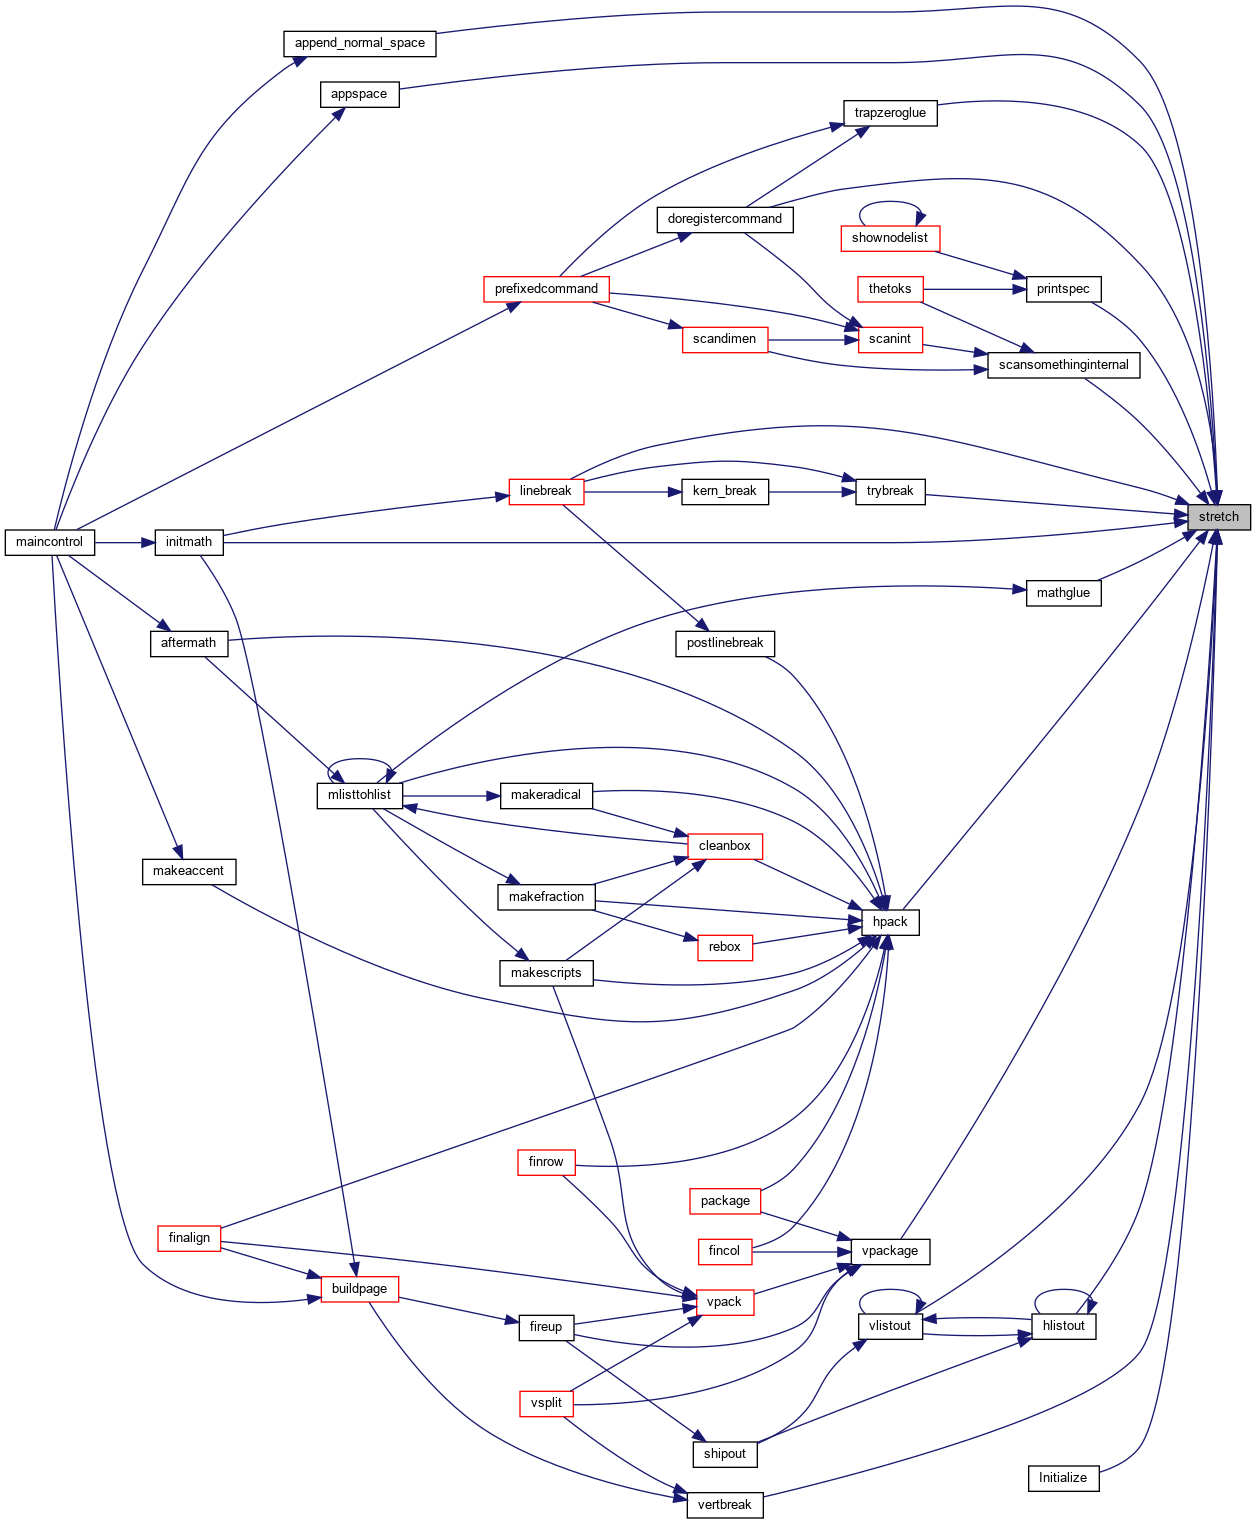 append_normal_space
appspace
trapzeroglue
doregistercommand
shownodelist
prefixedcommand
thetoks
printspec
scandimen
scanint
scansomethinginternal
linebreak
kern_break
trybreak
stretch
maincontrol
initmath
mathglue
aftermath
postlinebreak
mlisttohlist
makeradical
cleanbox
makeaccent
makefraction
hpack
rebox
makescripts
finrow
package
finalign
fincol
vpackage
buildpage
vpack
fireup
vlistout
hlistout
vsplit
shipout
Initialize
vertbreak